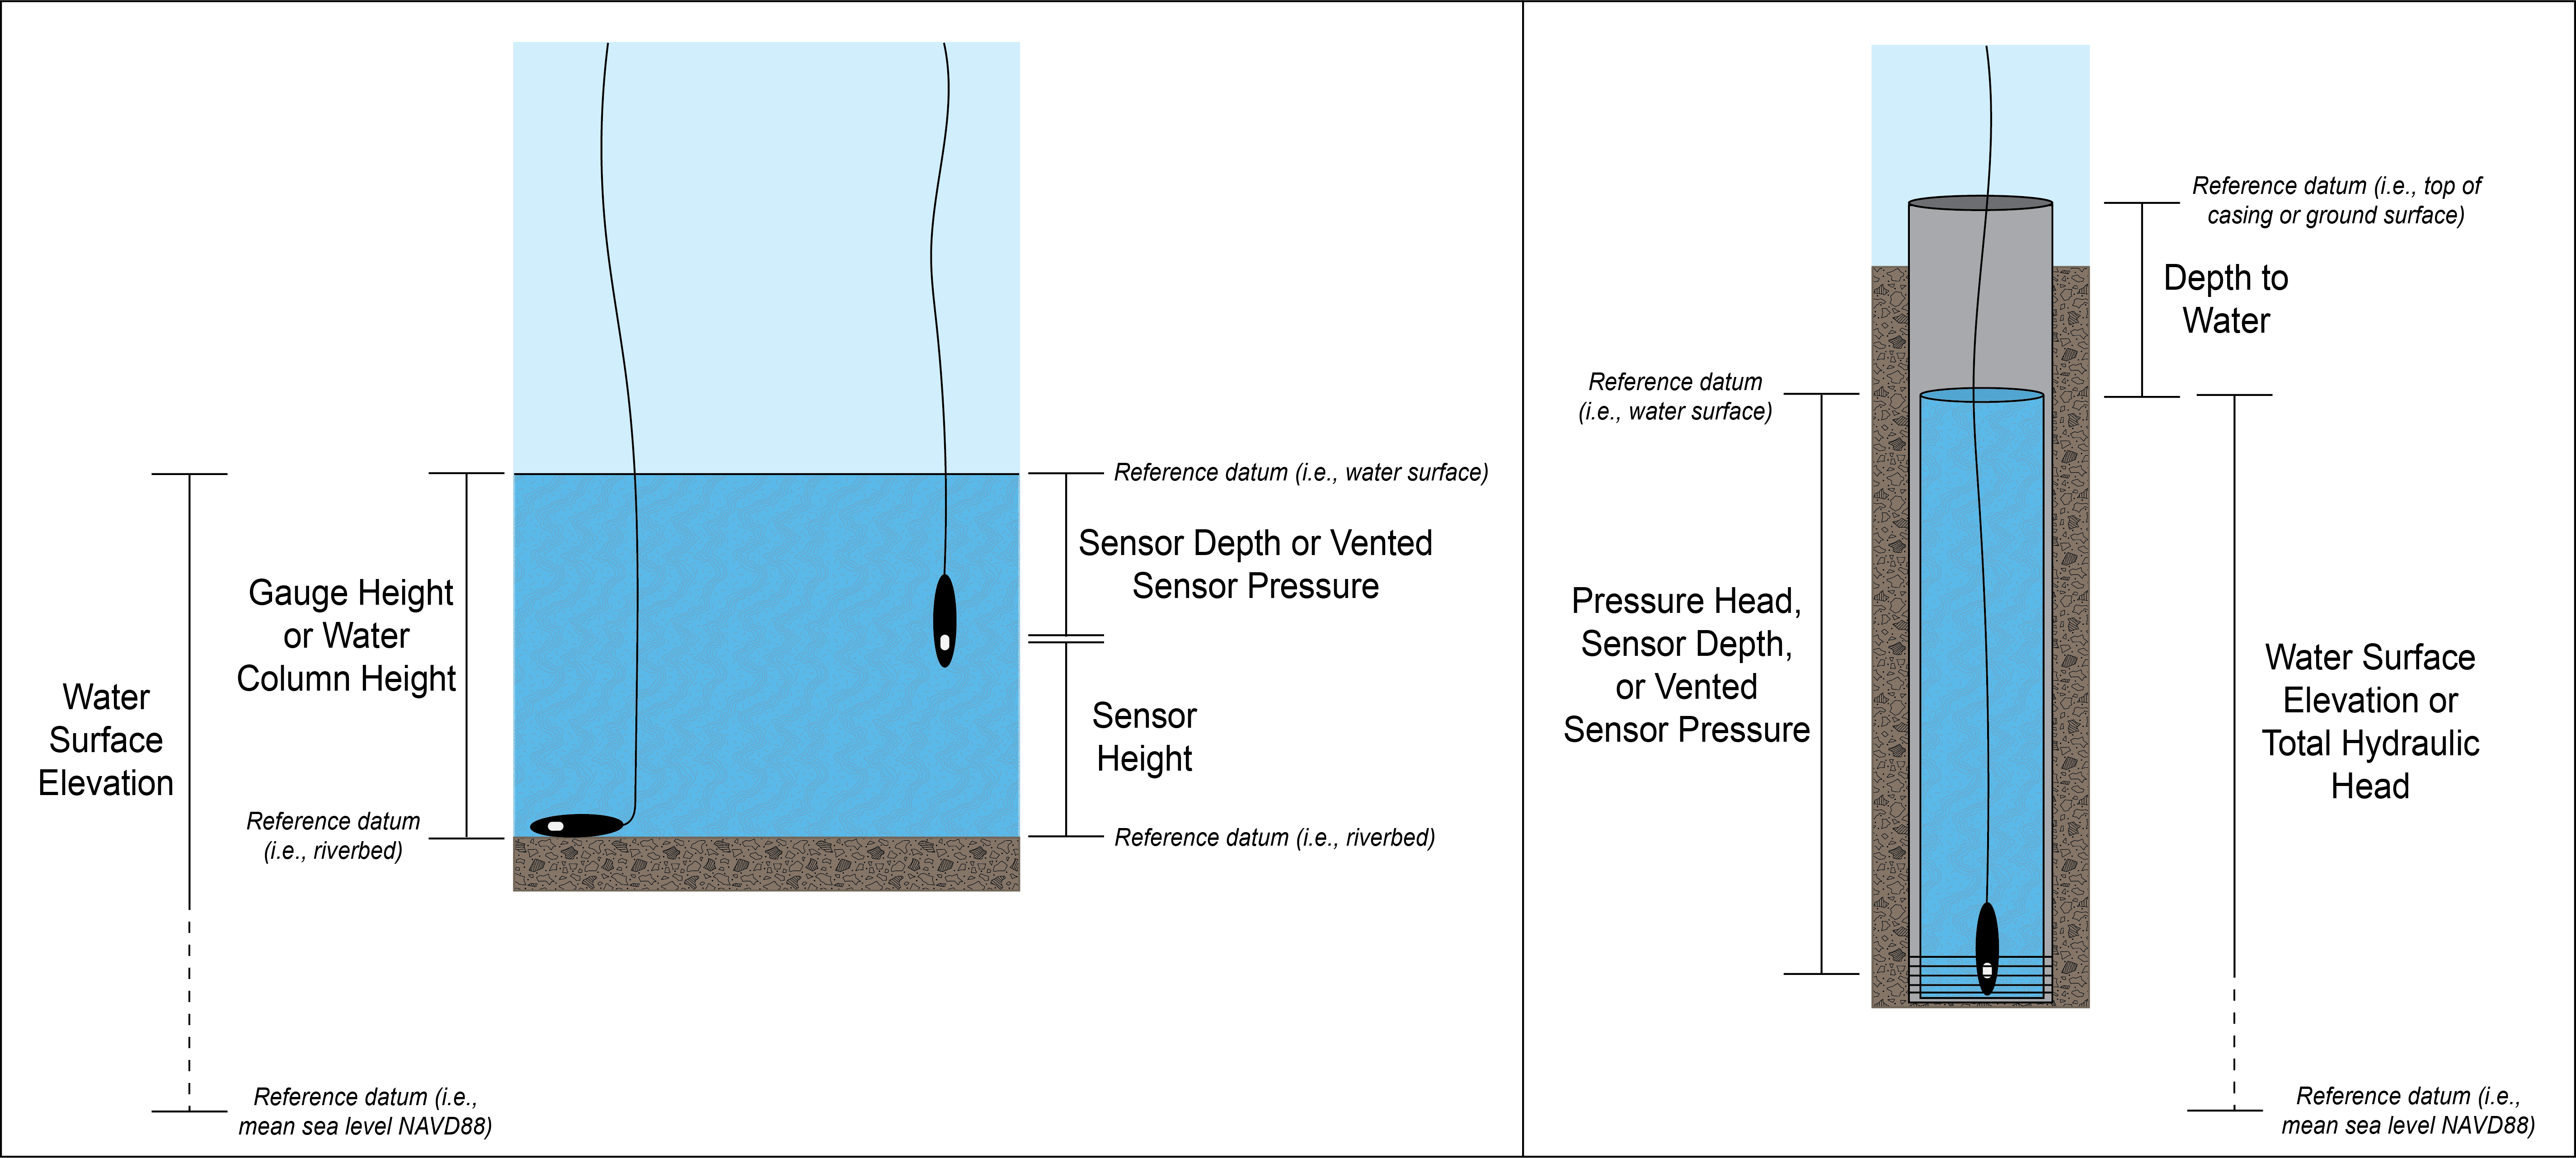 Water
Surface
Elevation
Gauge Height
or Water
Column Height
Reference datum
(i.e., riverbed)
Reference datum (i.e.,
mean sea level NAVD88)
Reference datum (i.e., water surface)
Sensor Depth or Vented
Sensor Pressure
Sensor
Height
Reference datum (i.e., riverbed)
Reference datum
(i.e., water surface)
Pressure Head,
Sensor Depth,
or Vented
Sensor Pressure
Reference datum (i.e., top of
casing or ground surface)
Depth to
Water
Water Surface
Elevation or
Total Hydraulic
Head
Reference datum (i.e.,
mean sea level NAVD88)